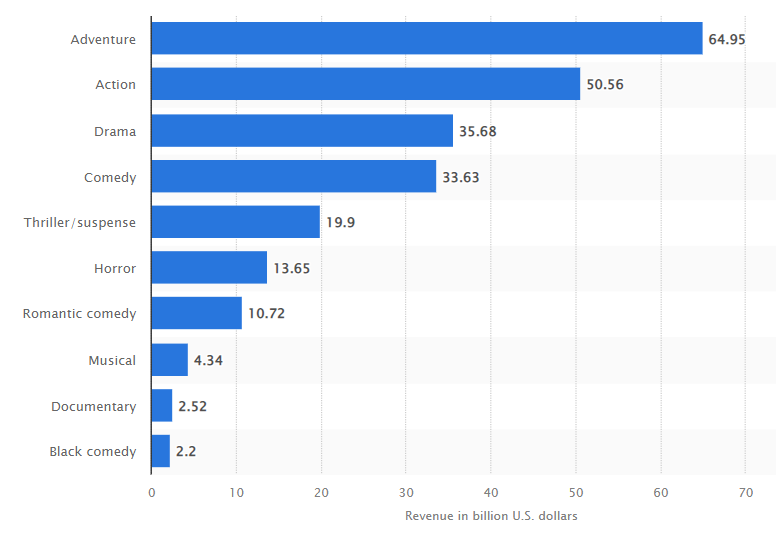 Adventure 64.95
Action 50.56
Drama 35.68
Comedy 33.63
Thriller/suspense 19.9
Horror 13.65
Romantic comedy 10.72
Musical 4.34
Documentary 2.52
Black comedy 2.2
0 10 20 30 40 50 60 70
Revenue in billion U.S. dollars